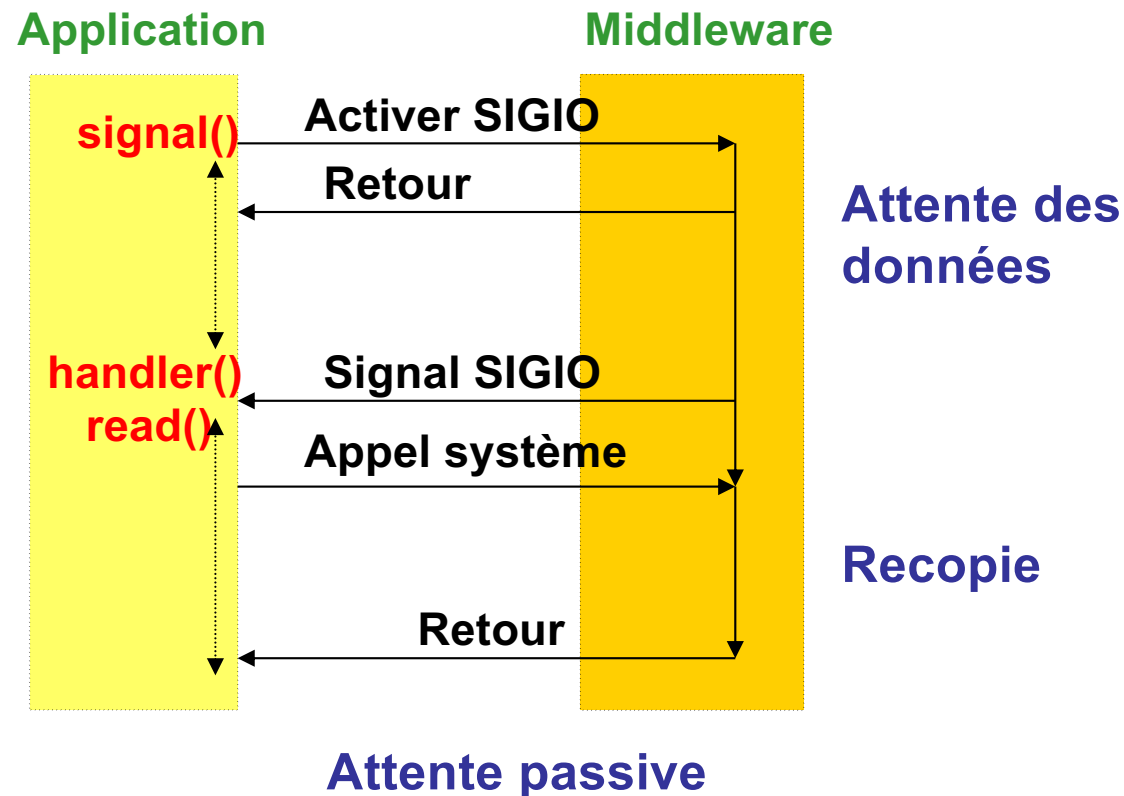 Application
Middleware
Activer SIGIO
signal()
Retour
Attente des
données
handler()
Signal SIGIO
read()
Appel système
Recopie
Retour
Attente passive